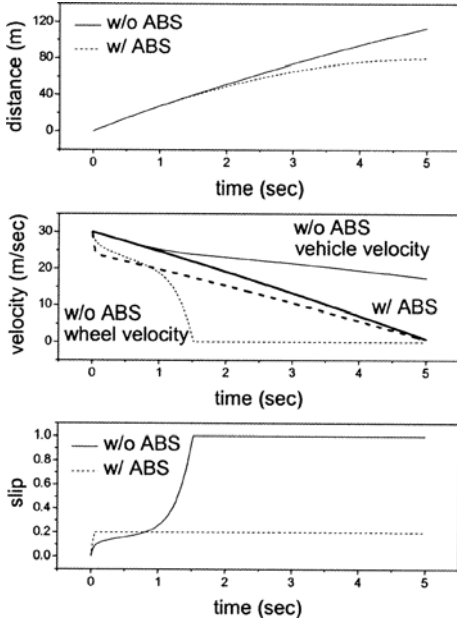 distance (m)
120
80
40
0
w/o ABS
w/ ABS
0 1 2 3 4 5
time (sec)
velocity (m/sec)
30
20
10
0
w/o ABS
vehicle velocity
w/ ABS
w/o ABS
wheel velocity
0 1 2 3 4 5
time (sec)
slip
1.0
0.8
0.6
0.4
0.2
0.0
w/o ABS
w/ ABS
0 1 2 3 4 5
time (sec)